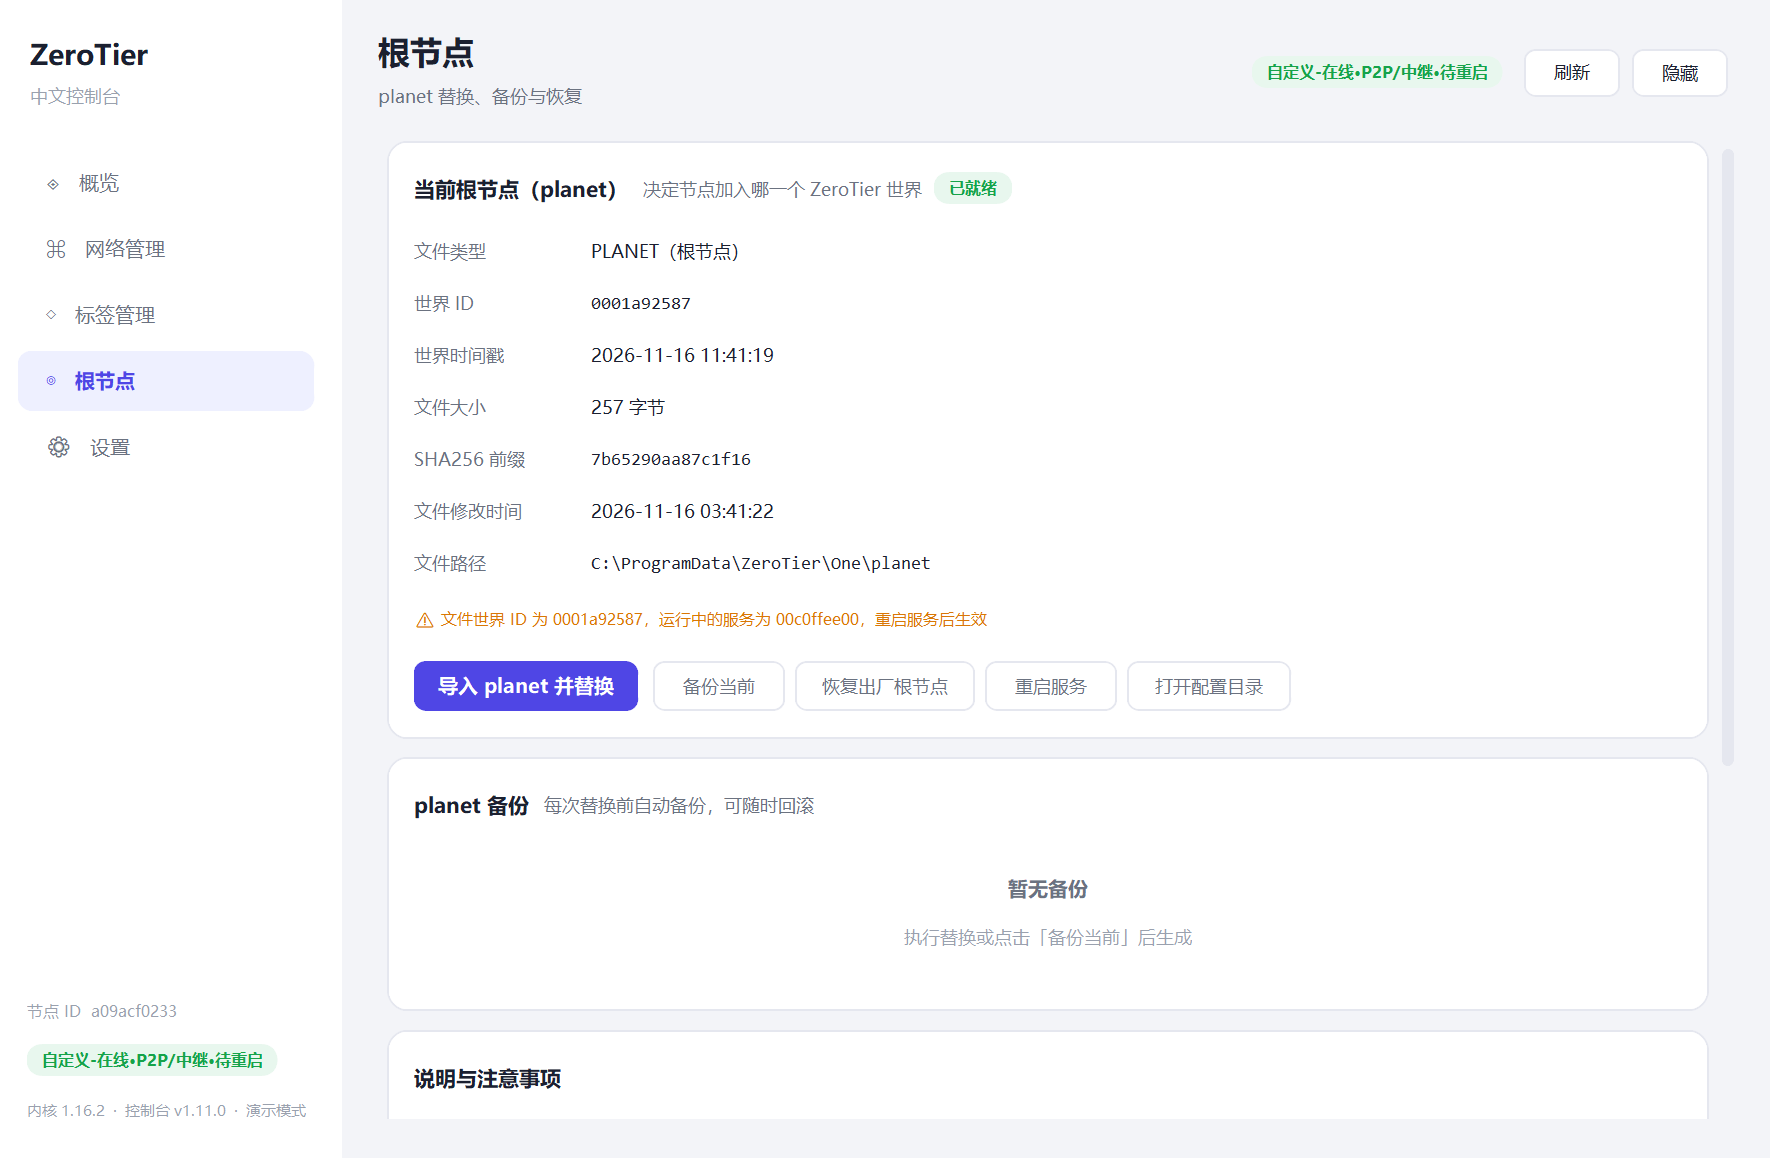 ZeroTier
中文控制台
概览
网络管理
标签管理
根节点
设置
节点 ID a09acf0233
自定义-在线•P2P/中继•待重启
内核 1.16.2 · 控制台 v1.11.0 · 演示模式
根节点
planet 替换、备份与恢复
自定义-在线•P2P/中继•待重启
刷新
隐藏
当前根节点（planet） 决定节点加入哪一个 ZeroTier 世界 已就绪
文件类型 PLANET（根节点）
世界 ID 0001a92587
世界时间戳 2026-11-16 11:41:19
文件大小 257 字节
SHA256 前缀 7b65290aa87c1f16
文件修改时间 2026-11-16 03:41:22
文件路径 C:\ProgramData\ZeroTier\One\planet
⚠ 文件世界 ID 为 0001a92587，运行中的服务为 00c0ffee00，重启服务后生效
导入 planet 并替换
备份当前
恢复出厂根节点
重启服务
打开配置目录
planet 备份 每次替换前自动备份，可随时回滚
暂无备份
执行替换或点击「备份当前」后生成
说明与注意事项